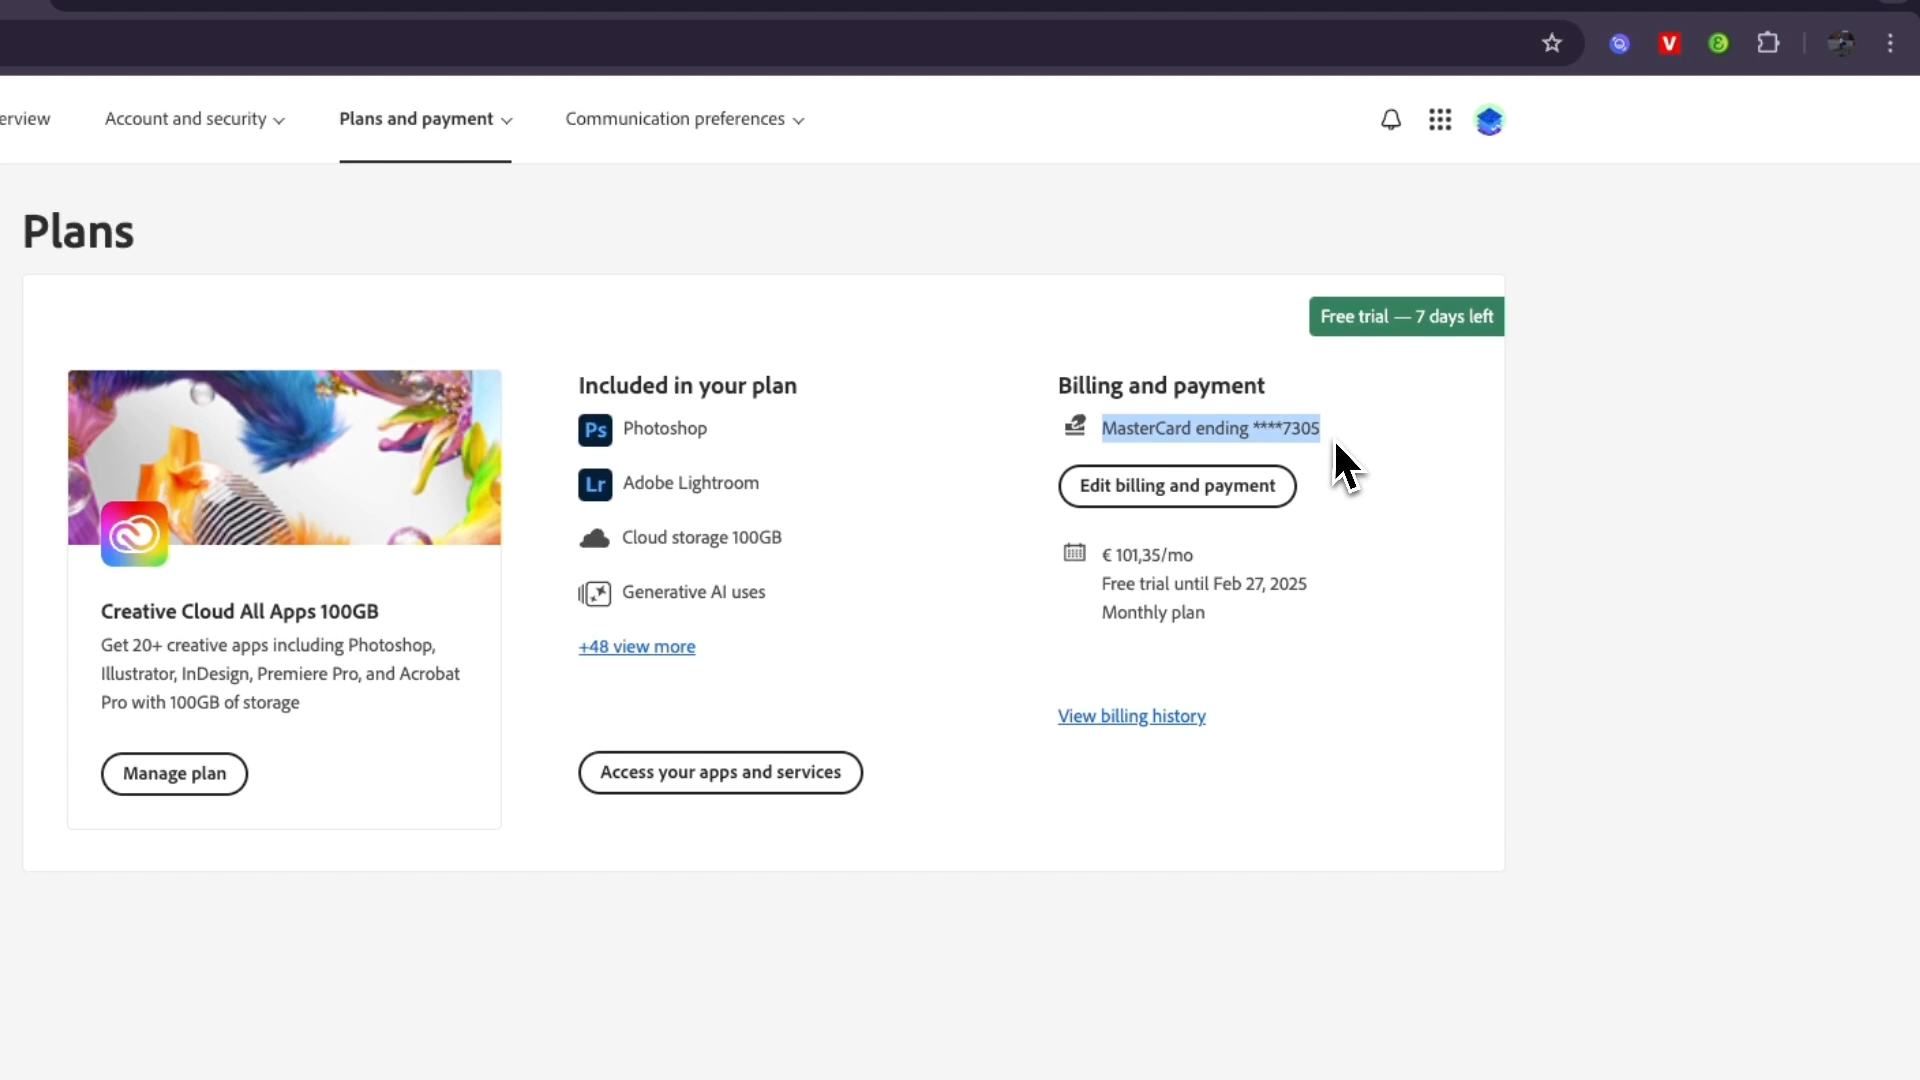 erview
Account and security
Plans and payment
Communication preferences
Plans
Free trial — 7 days left
Creative Cloud All Apps 100GB
Get 20+ creative apps including Photoshop,
Illustrator, InDesign, Premiere Pro, and Acrobat
Pro with 100GB of storage
Manage plan
Included in your plan
Ps Photoshop
Lr Adobe Lightroom
Cloud storage 100GB
Generative AI uses
+48 view more
Access your apps and services
Billing and payment
MasterCard ending ****7305
Edit billing and payment
€ 101,35/mo
Free trial until Feb 27, 2025
Monthly plan
View billing history